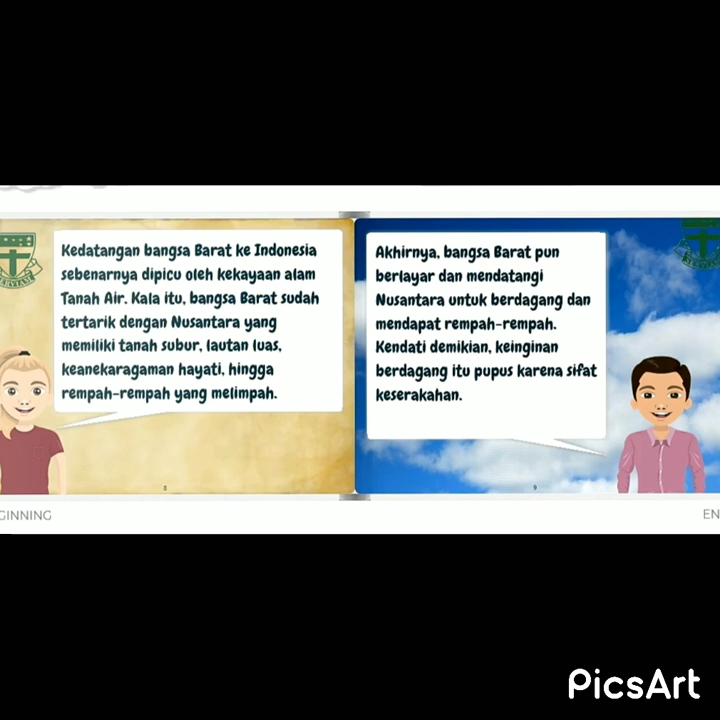 Kedatangan bangsa Barat ke Indonesia
sebenarnya dipicu oleh kekayaan alam
Tanah Air. Kala itu, bangsa Barat sudah
tertarik dengan Nusantara yang
memiliki tanah subur, lautan luas,
keanekaragaman hayati, hingga
rempah-rempah yang melimpah.
8
Akhirnya, bangsa Barat pun
berlayar dan mendatangi
Nusantara untuk berdagang dan
mendapat rempah-rempah.
Kendati demikian, keinginan
berdagang itu pupus karena sifat
keserakahan.
9
SERVIAM
GINNING
EN
PicsArt